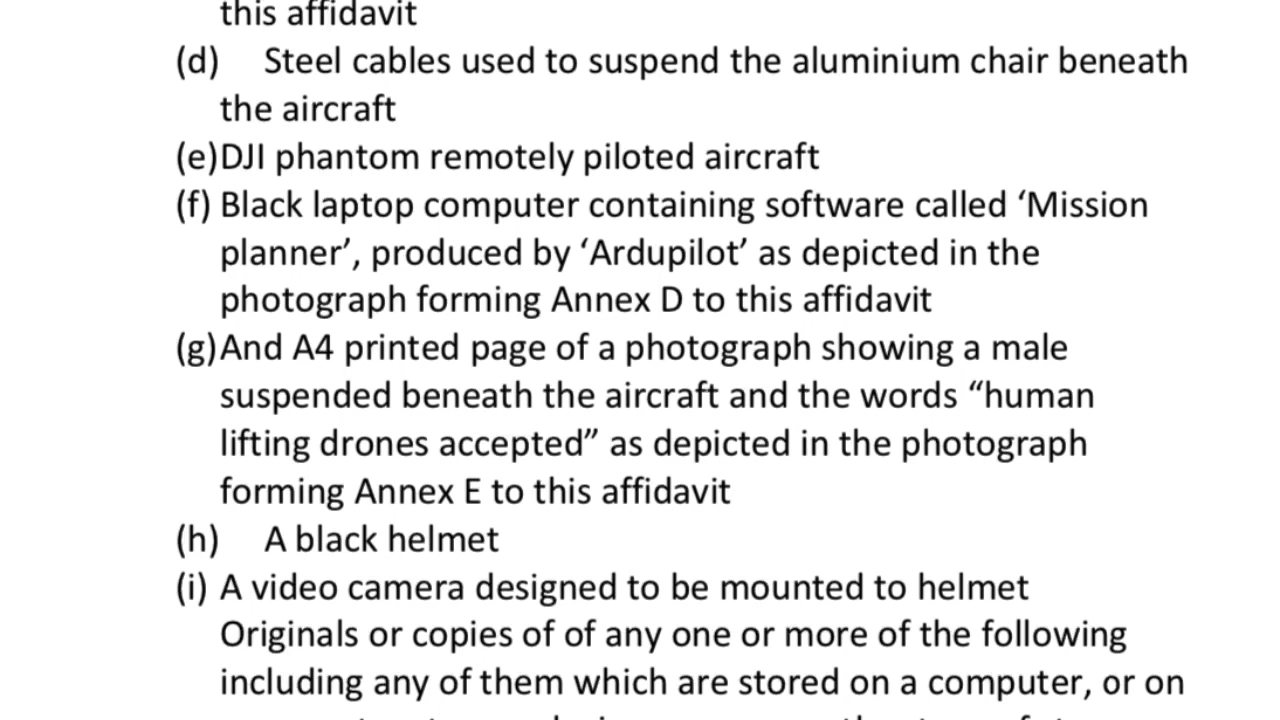 this affidavit
(d) Steel cables used to suspend the aluminium chair beneath
the aircraft
(e)DJI phantom remotely piloted aircraft
(f) Black laptop computer containing software called ‘Mission
planner’, produced by ‘Ardupilot’ as depicted in the
photograph forming Annex D to this affidavit
(g)And A4 printed page of a photograph showing a male
suspended beneath the aircraft and the words “human
lifting drones accepted” as depicted in the photograph
forming Annex E to this affidavit
(h) A black helmet
(i) A video camera designed to be mounted to helmet
Originals or copies of of any one or more of the following
including any of them which are stored on a computer, or on